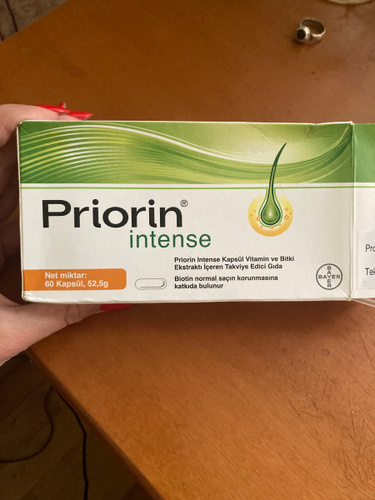 Priorin®
intense
Priorin Intense Kapsül Vitamin ve Bitki
Ekstraktı İçeren Takviye Edici Gıda
Net miktar:
60 Kapsül, 52,5g
Biotin normal saçın korunmasına
katkıda bulunur
BAYER
BAYER